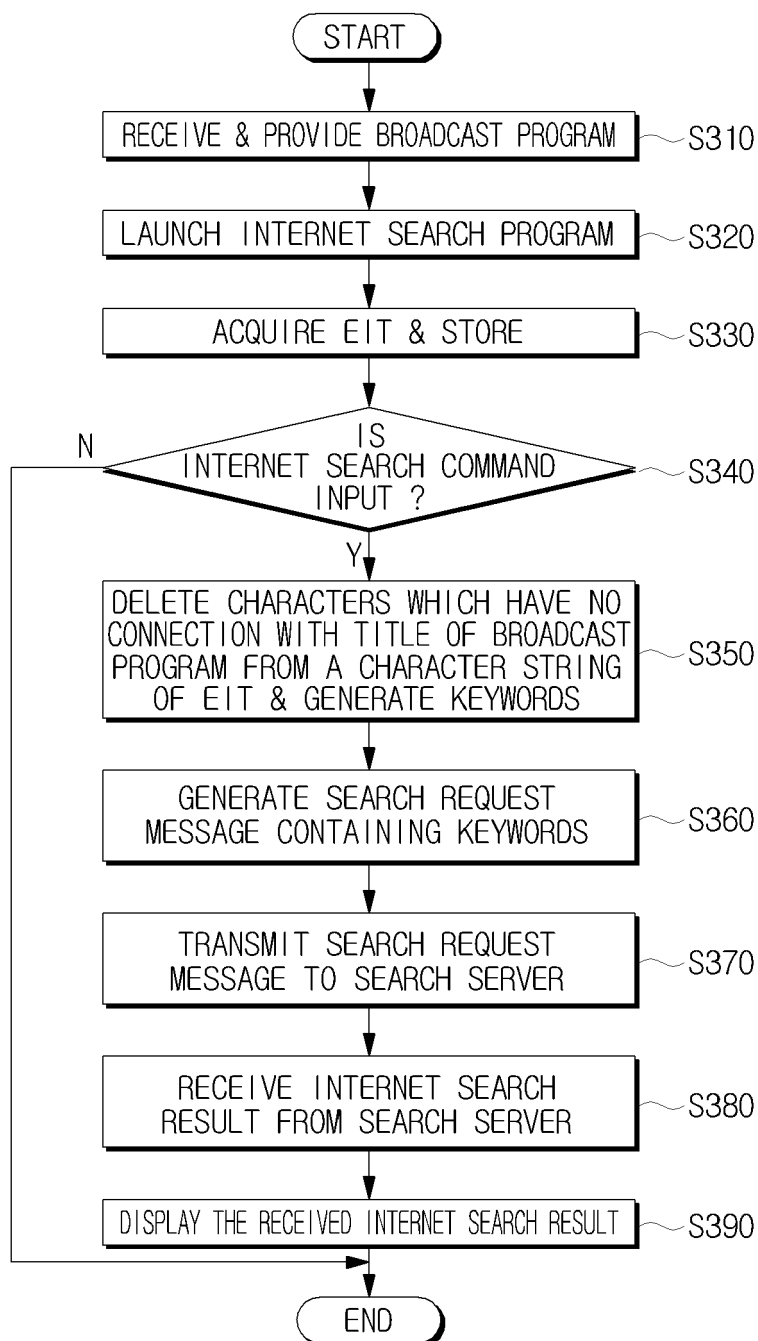 START
RECEIVE & PROVIDE BROADCAST PROGRAM
S310
LAUNCH INTERNET SEARCH PROGRAM
S320
ACQUIRE EIT & STORE
S330
N
IS
INTERNET SEARCH COMMAND
INPUT ?
S340
Y
DELETE CHARACTERS WHICH HAVE NO
CONNECTION WITH TITLE OF BROADCAST
PROGRAM FROM A CHARACTER STRING
OF EIT & GENERATE KEYWORDS
S350
GENERATE SEARCH REQUEST
MESSAGE CONTAINING KEYWORDS
S360
TRANSMIT SEARCH REQUEST
MESSAGE TO SEARCH SERVER
S370
RECEIVE INTERNET SEARCH
RESULT FROM SEARCH SERVER
S380
DISPLAY THE RECEIVED INTERNET SEARCH RESULT
S390
END